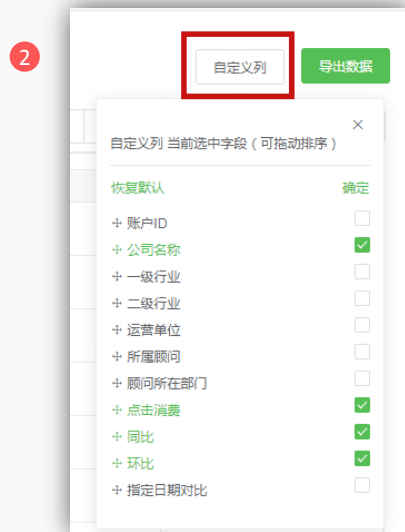 2
自定义列 导出数据
×
自定义列 当前选中字段（可拖动排序）
恢复默认 确定
账户ID
公司名称
一级行业
二级行业
运营单位
所属顾问
顾问所在部门
点击消费
同比
环比
指定日期对比